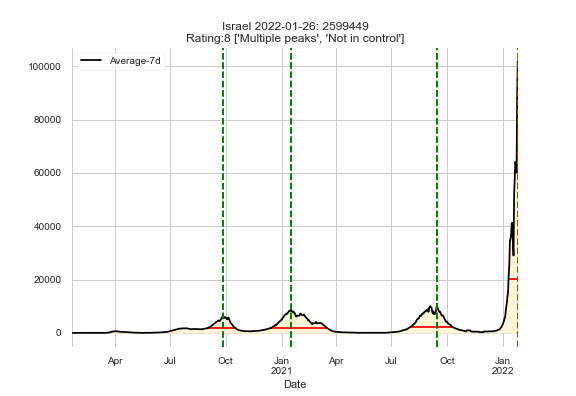 Israel 2022-01-26: 2599449
Rating:8 ['Multiple peaks', 'Not in control']
Average-7d
100000
80000
60000
40000
20000
0
Apr Jul Oct Jan Apr Jul Oct Jan
2021 2022
Date